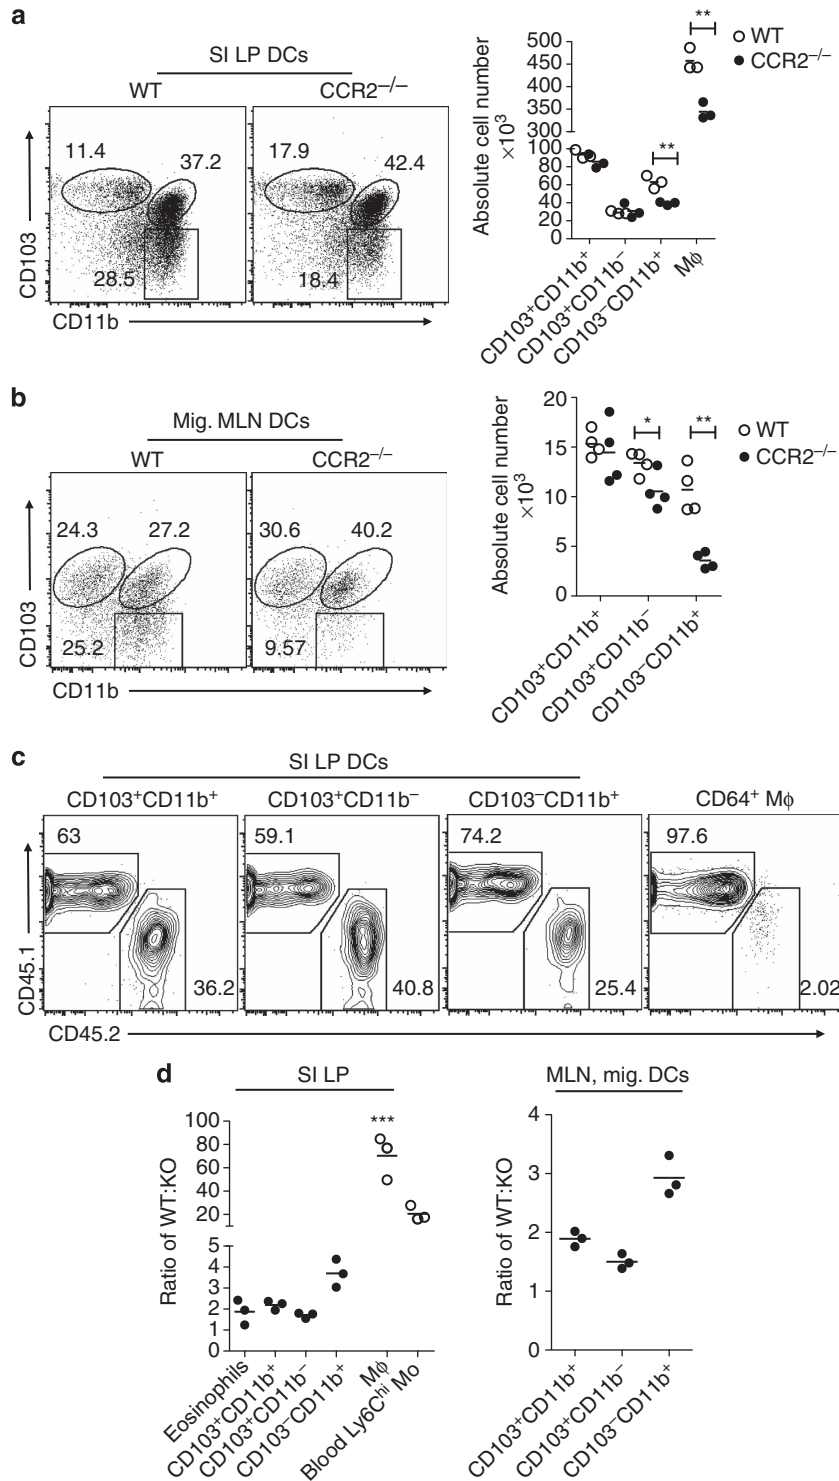 a
SI LP DCs
WT
CCR2–/–
11.4
37.2
28.5
17.9
42.4
18.4
CD103
CD11b
Absolute cell number
×10³
500
450
400
350
300
100
80
60
40
20
0
**
**
WT
CCR2–/–
CD103+CD11b+
CD103+CD11b–
CD103–CD11b+
Mϕ
b
Mig. MLN DCs
WT
CCR2–/–
24.3
27.2
25.2
30.6
40.2
9.57
CD103
CD11b
Absolute cell number
×10³
20
15
10
5
0
*
**
WT
CCR2–/–
CD103+CD11b+
CD103+CD11b–
CD103–CD11b+
c
SI LP DCs
CD103+CD11b+
CD103+CD11b–
CD103–CD11b+
CD64+ Mϕ
63
36.2
59.1
40.8
74.2
25.4
97.6
2.02
CD45.1
CD45.2
d
SI LP
Ratio of WT:KO
100
80
60
40
20
5
4
3
2
1
0
***
Eosinophils
CD103+CD11b+
CD103+CD11b–
CD103–CD11b+
Mϕ
Blood Ly6Chi Mo
MLN, mig. DCs
Ratio of WT:KO
4
3
2
1
0
CD103+CD11b+
CD103+CD11b–
CD103–CD11b+